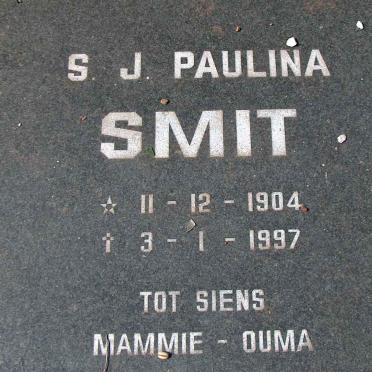 S J PAULINA
SMIT
☆ 11 - 12 - 1904
† 3 - 1 - 1997
TOT SIENS
MAMMIE - OUMA